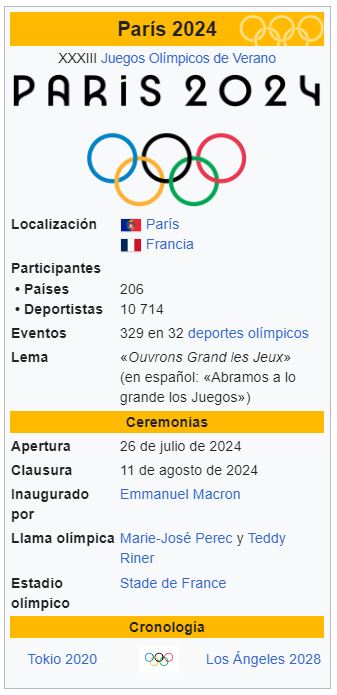 París 2024
XXXIII Juegos Olímpicos de Verano
PARIS 2024
Localización París
Francia
Participantes
• Países 206
• Deportistas 10 714
Eventos 329 en 32 deportes olímpicos
Lema «Ouvrons Grand les Jeux»
(en español: «Abramos a lo
grande los Juegos»)
Ceremonias
Apertura 26 de julio de 2024
Clausura 11 de agosto de 2024
Inaugurado Emmanuel Macron
por
Llama olímpica Marie-José Perec y Teddy
Riner
Estadio Stade de France
olímpico
Cronología
Tokio 2020 Los Ángeles 2028